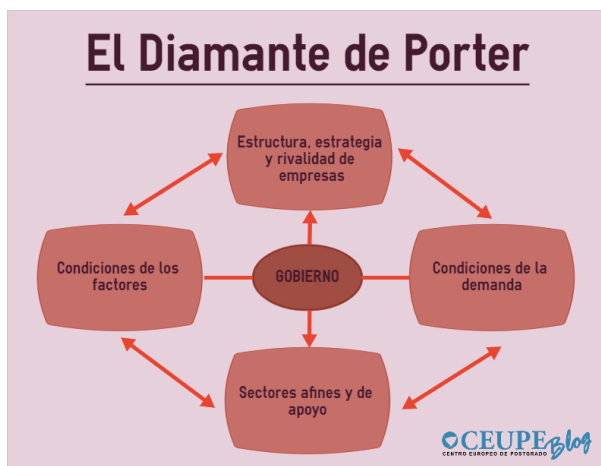 El Diamante de Porter
Estructura, estrategia
y rivalidad de
empresas
Condiciones de los
factores
GOBIERNO
Condiciones de la
demanda
Sectores afines y de
apoyo
CEUPE Blog
CENTRO EUROPEO DE POSTGRADO